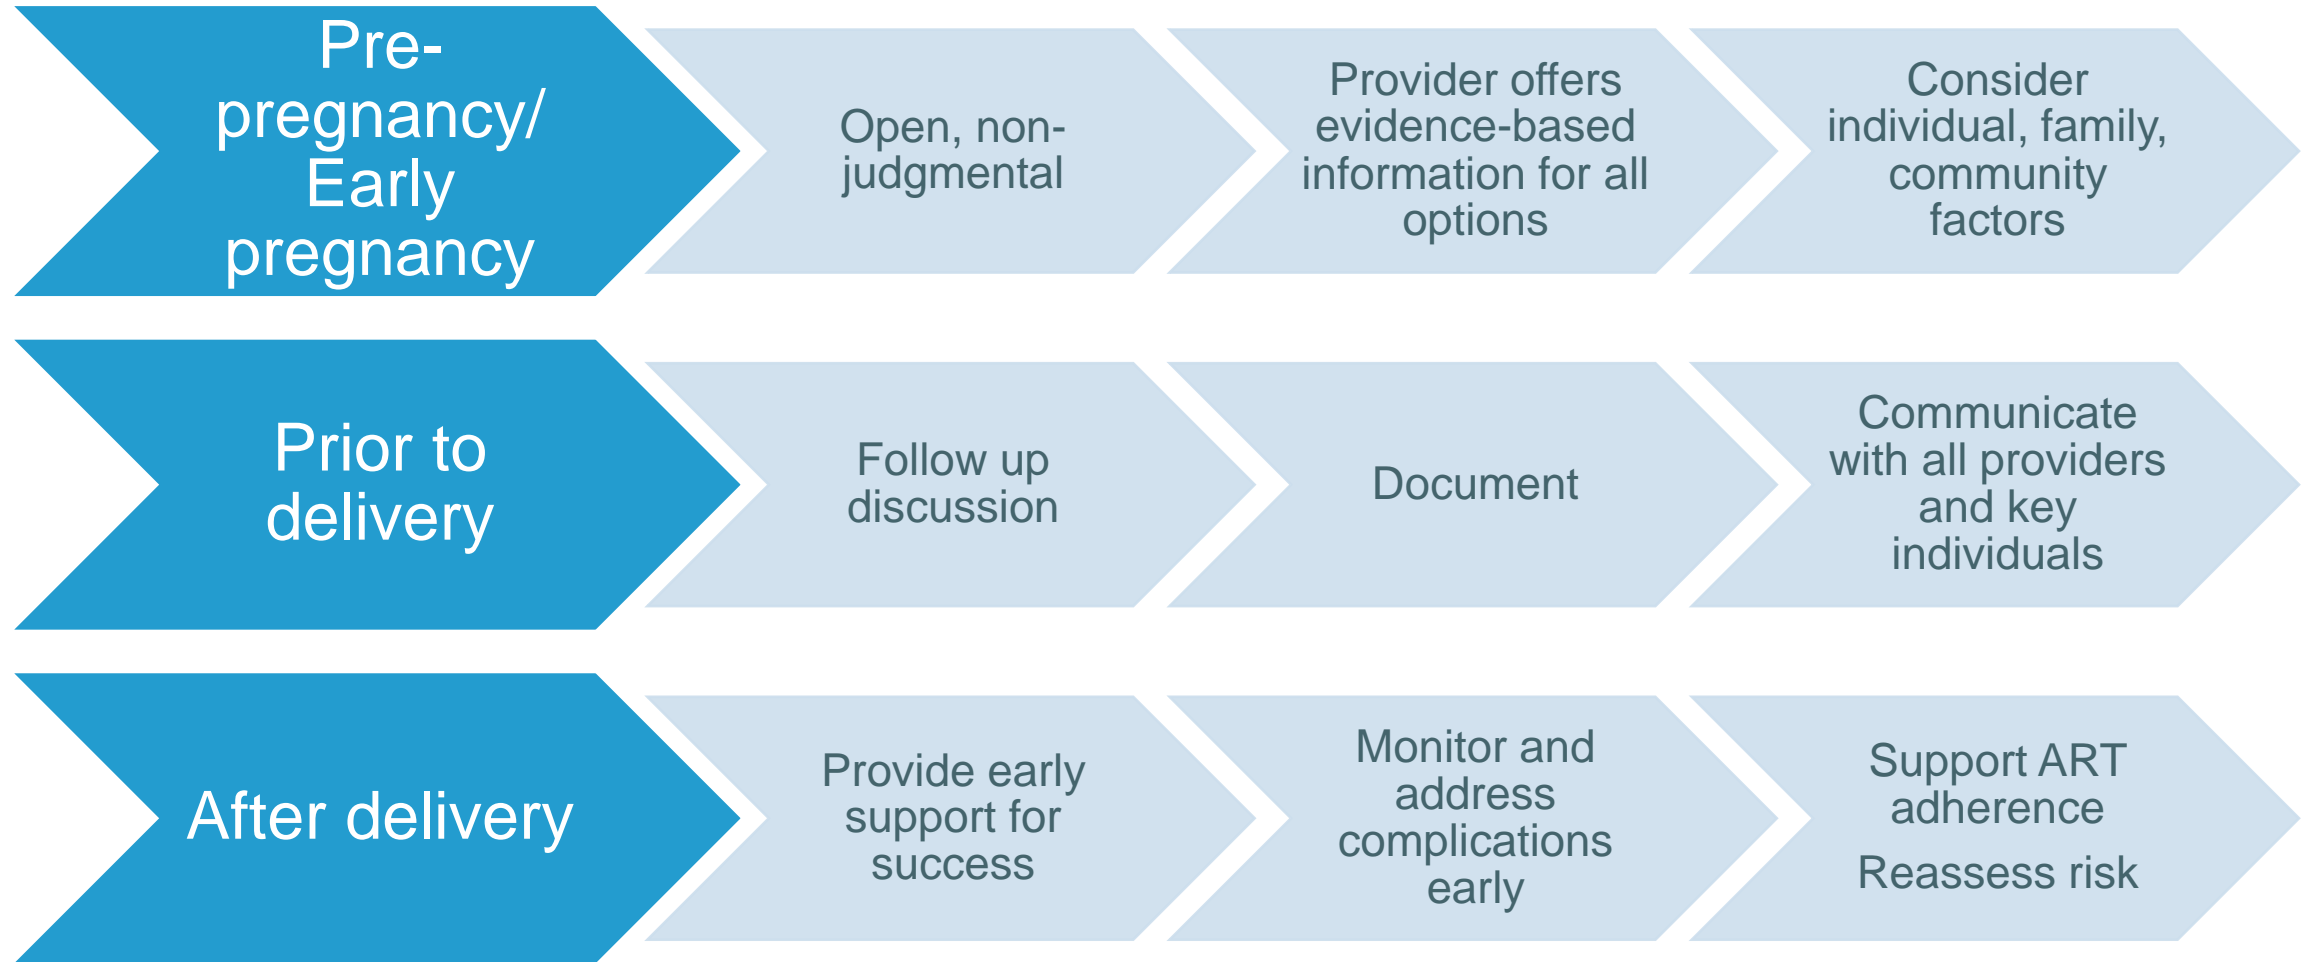 Pre-
pregnancy/
Early
pregnancy
Open, non-
judgmental
Provider offers
evidence-based
information for all
options
Consider
individual, family,
community
factors
Prior to
delivery
Follow up
discussion
Document
Communicate
with all providers
and key
individuals
After delivery
Provide early
support for
success
Monitor and
address
complications
early
Support ART
adherence
Reassess risk